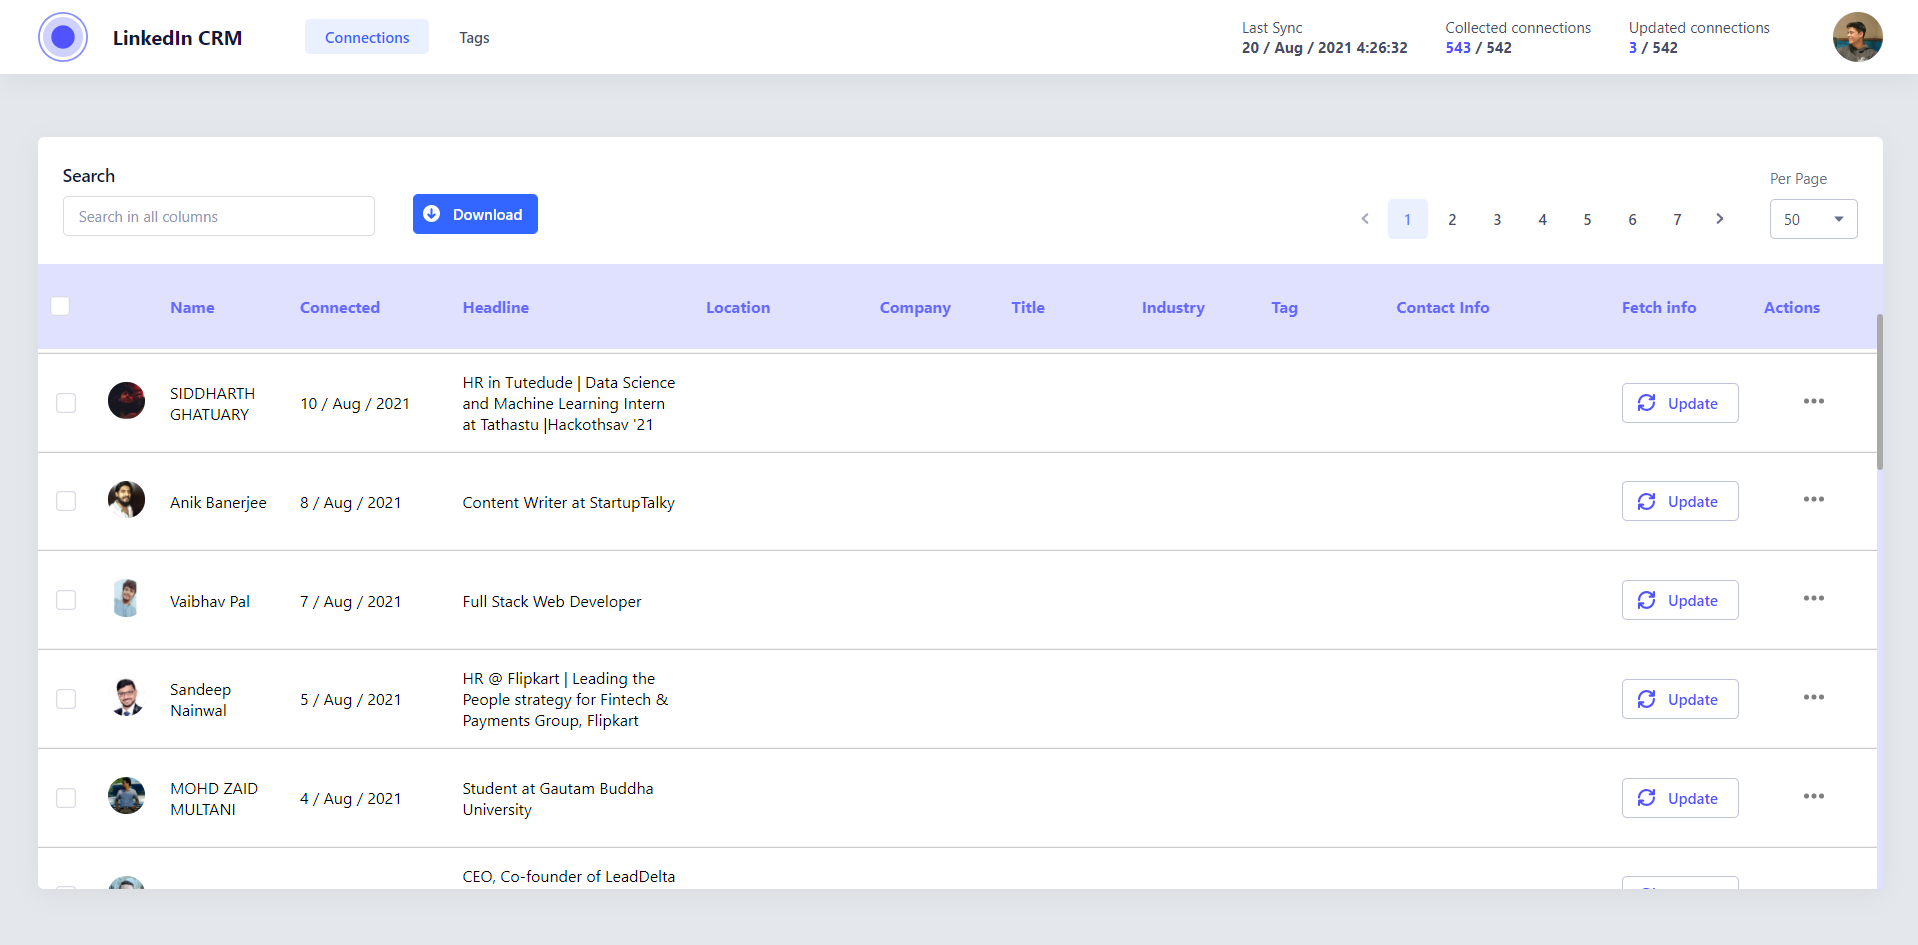 LinkedIn CRM
Connections
Tags
Last Sync
20 / Aug / 2021 4:26:32
Collected connections
543 / 542
Updated connections
3 / 542
Search
Search in all columns
Download
1 2 3 4 5 6 7
Per Page
50
Name Connected Headline Location Company Title Industry Tag Contact Info Fetch info Actions
SIDDHARTH
GHATUARY
10 / Aug / 2021
HR in Tutedude | Data Science
and Machine Learning Intern
at Tathastu |Hackothsav '21
Update
Anik Banerjee
8 / Aug / 2021
Content Writer at StartupTalky
Update
Vaibhav Pal
7 / Aug / 2021
Full Stack Web Developer
Update
Sandeep
Nainwal
5 / Aug / 2021
HR @ Flipkart | Leading the
People strategy for Fintech &
Payments Group, Flipkart
Update
MOHD ZAID
MULTANI
4 / Aug / 2021
Student at Gautam Buddha
University
Update
CEO, Co-founder of LeadDelta